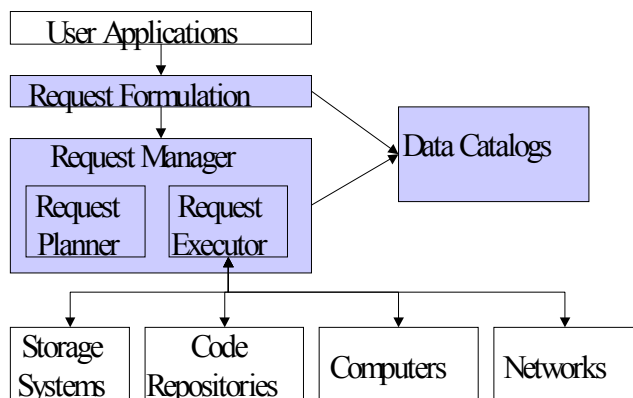 User Applications
Request Formulation
Request Manager
Data Catalogs
Request
Planner
Request
Executor
Storage
Systems
Code
Repositories
Computers
Networks